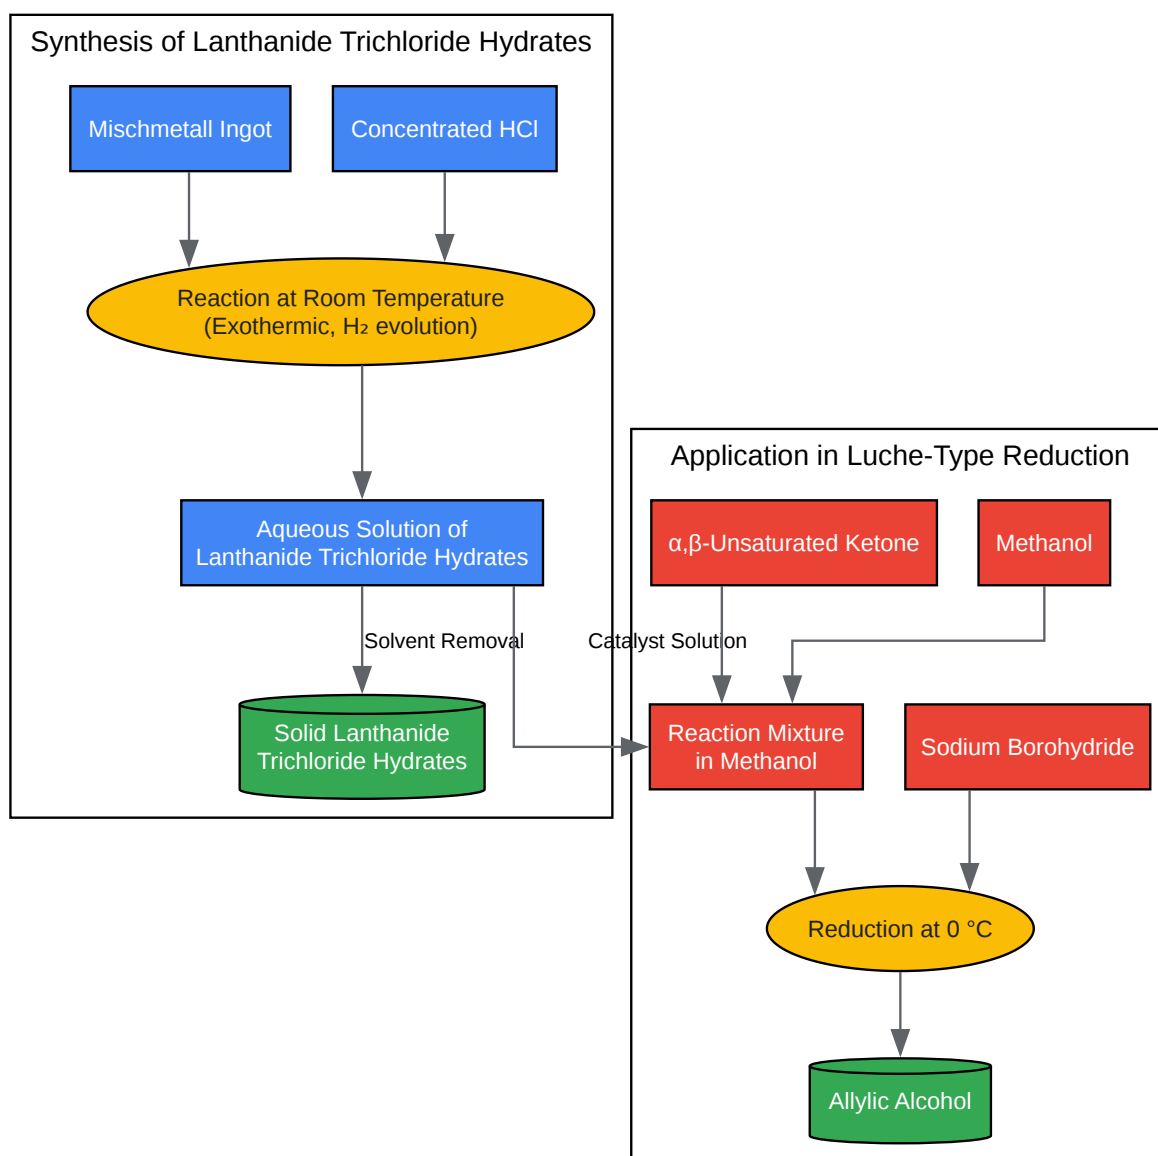 Synthesis of Lanthanide Trichloride Hydrates
Mischmetall Ingot
Concentrated HCl
Reaction at Room Temperature
(Exothermic, H₂ evolution)
Aqueous Solution of
Lanthanide Trichloride Hydrates
Solvent Removal
Solid Lanthanide
Trichloride Hydrates
Application in Luche-Type Reduction
α,β-Unsaturated Ketone
Methanol
Catalyst Solution
Reaction Mixture
in Methanol
Sodium Borohydride
Reduction at 0 °C
Allylic Alcohol